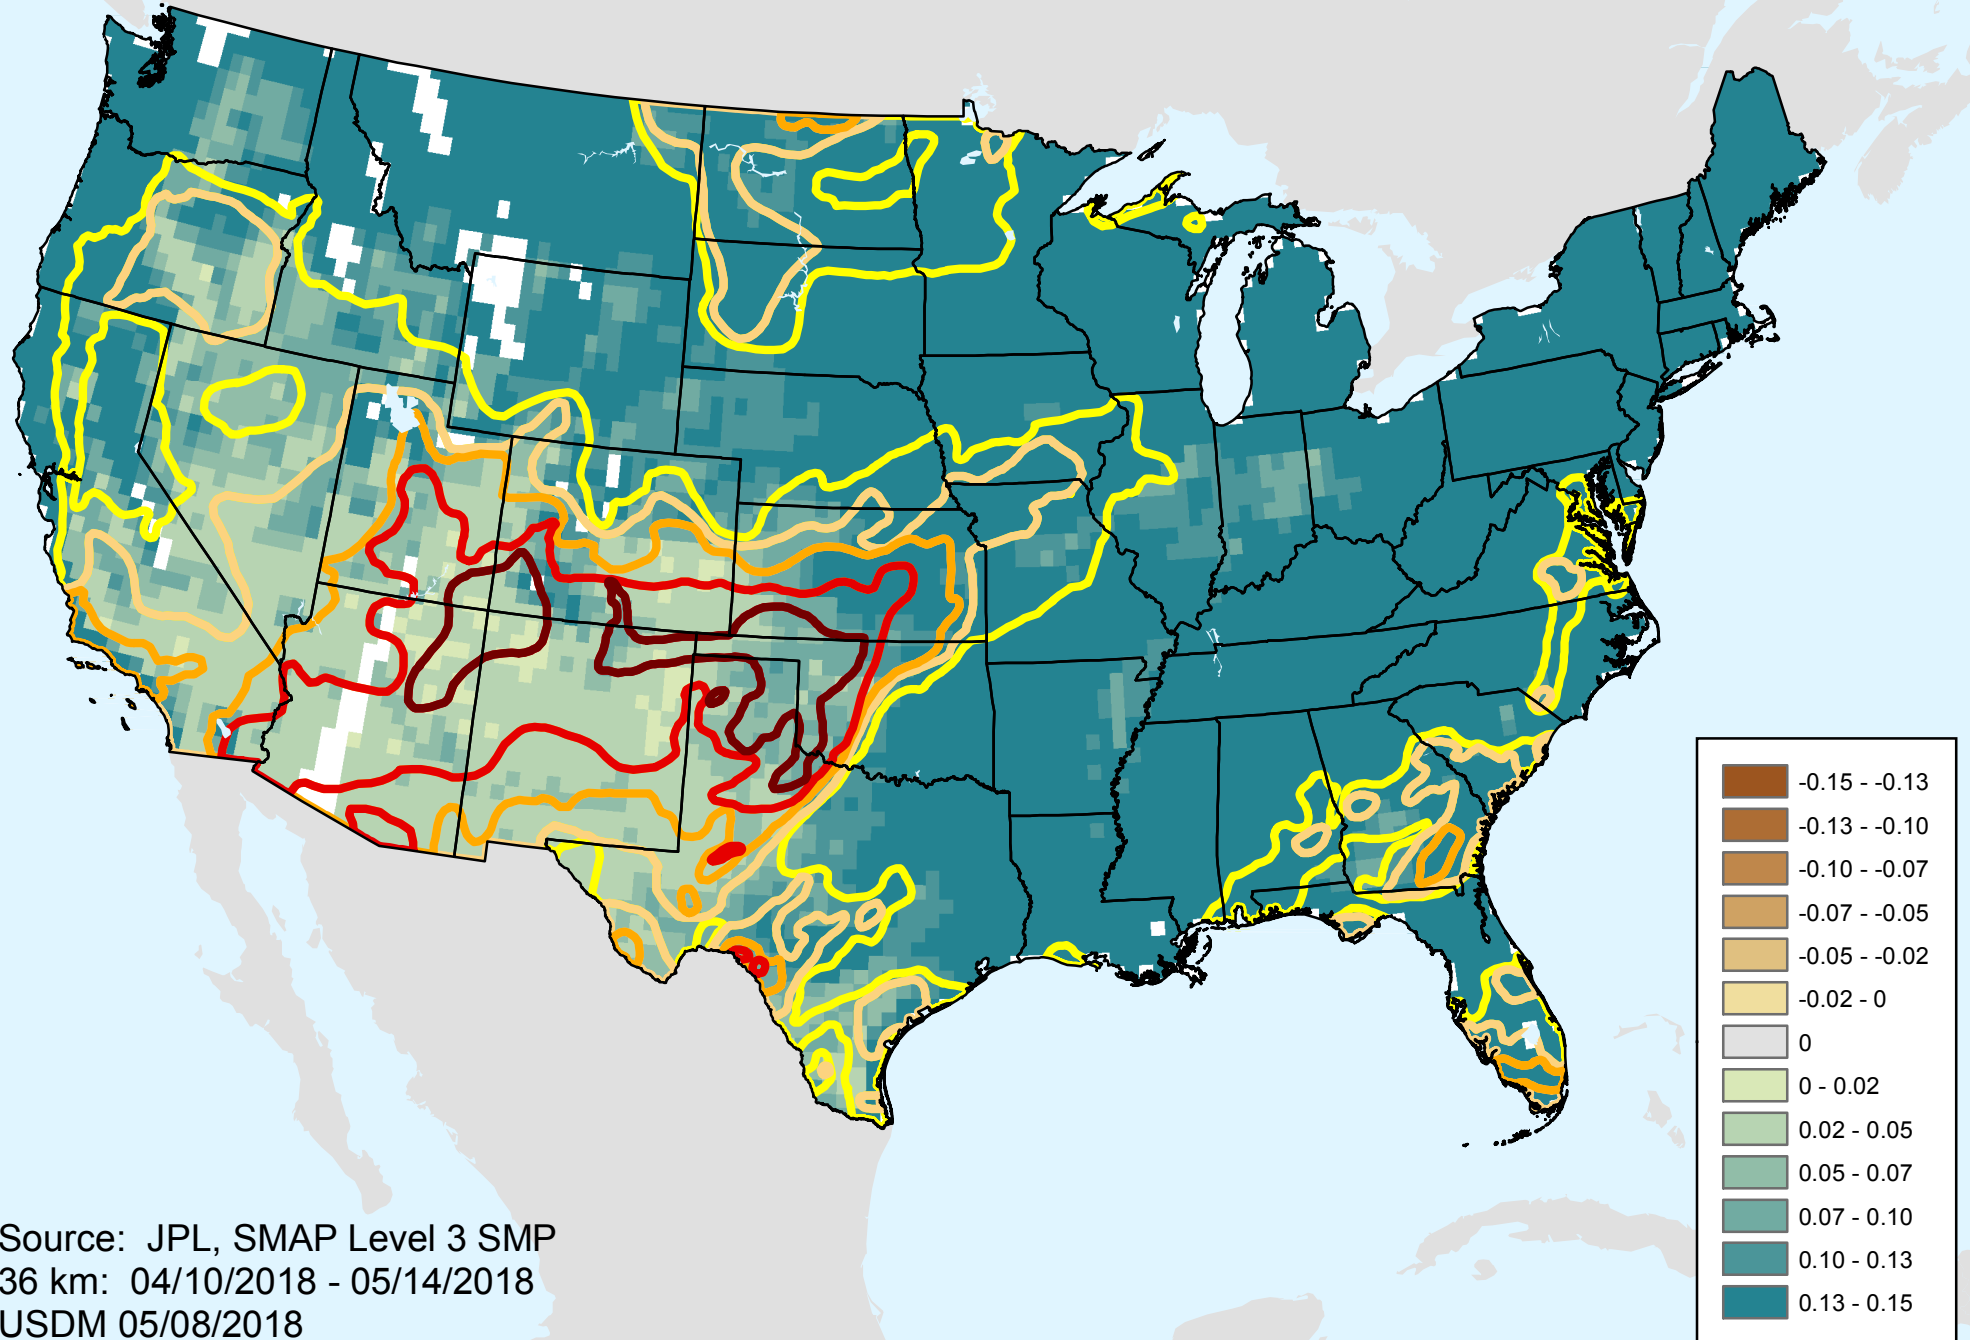 -0.15 - -0.13
-0.13 - -0.10
-0.10 - -0.07
-0.07 - -0.05
-0.05 - -0.02
-0.02 - 0
0
0 - 0.02
0.02 - 0.05
0.05 - 0.07
0.07 - 0.10
0.10 - 0.13
0.13 - 0.15
Source: JPL, SMAP Level 3 SMP
36 km: 04/10/2018 - 05/14/2018
USDM 05/08/2018